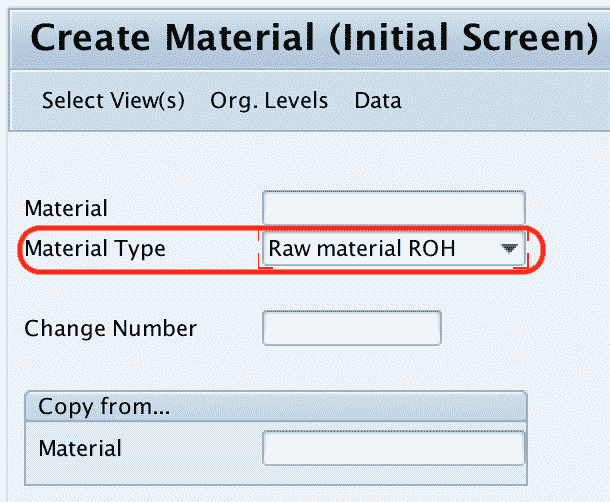 Create Material (Initial Screen)
Select View(s) Org. Levels Data
Material
Material Type Raw material ROH
Change Number
Copy from...
Material